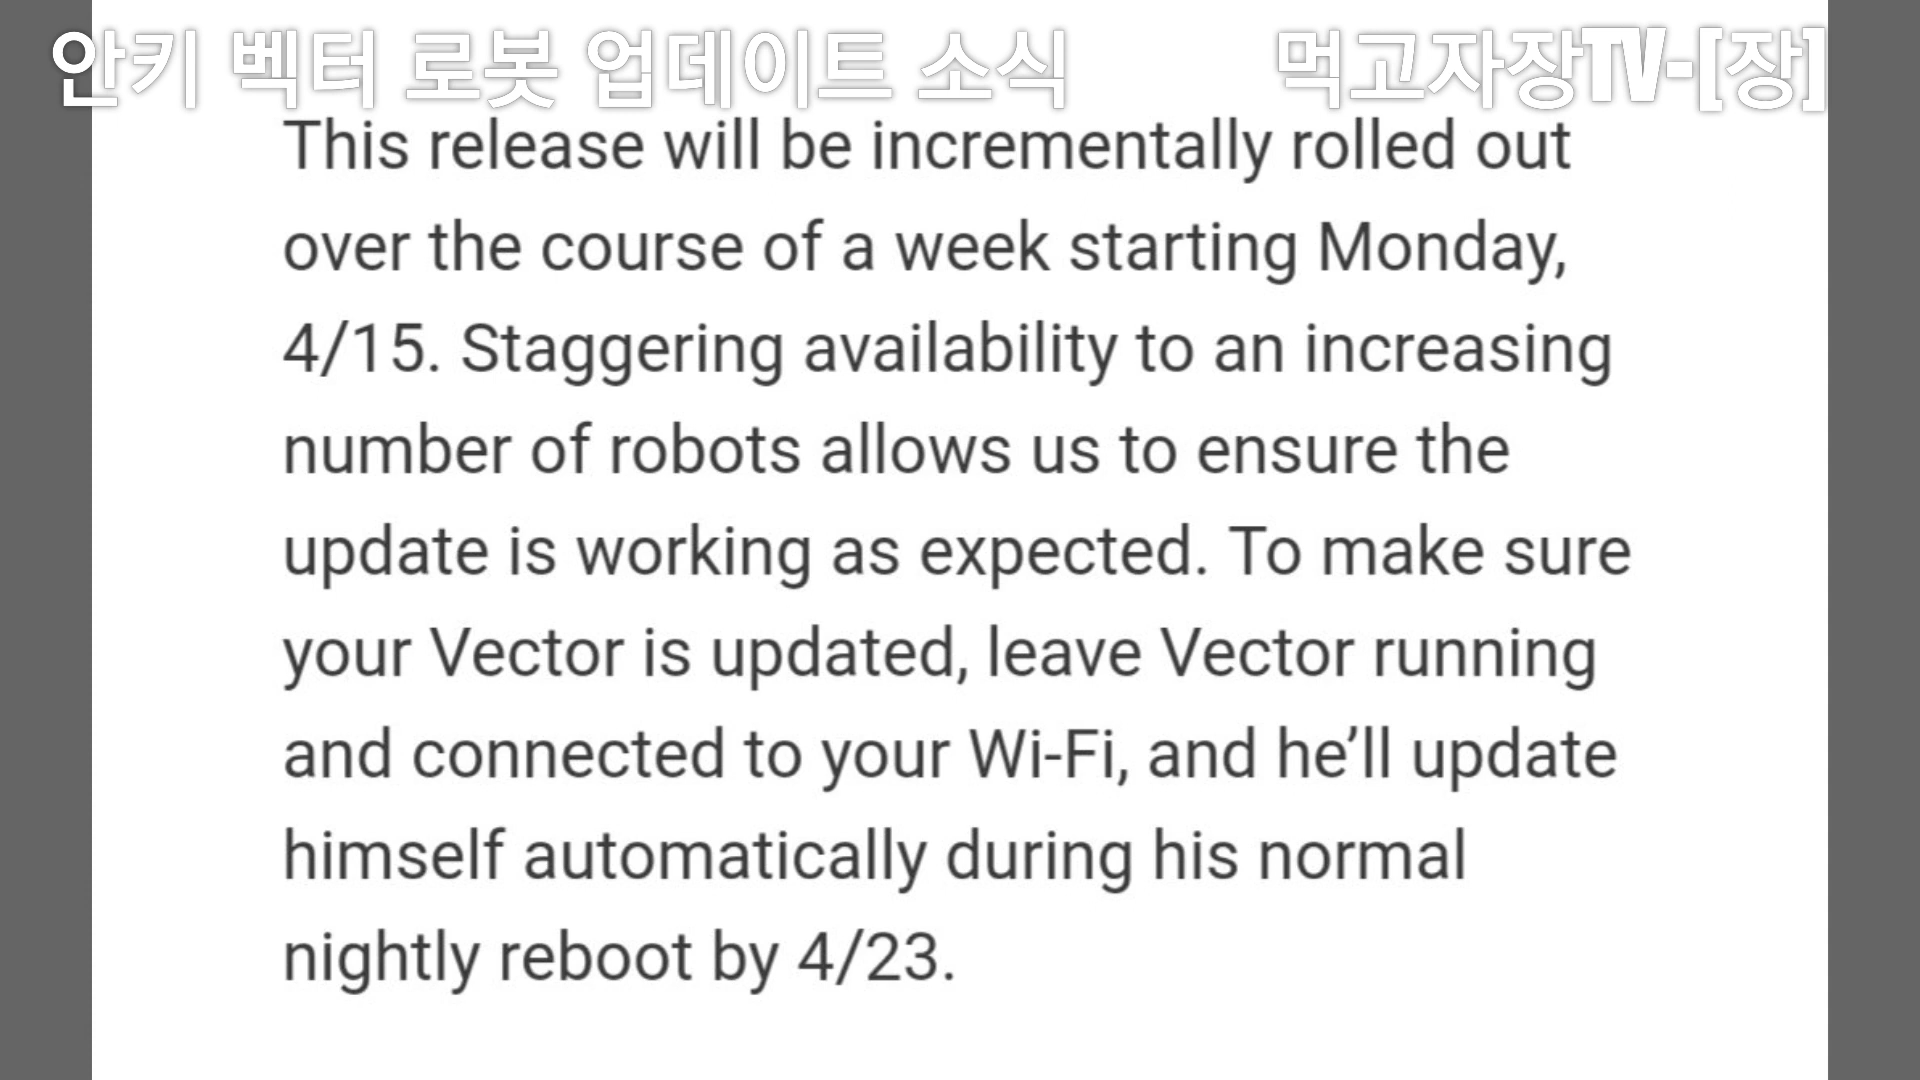 안키 벡터 로봇 업데이트 소식 먹고자장TV-[장]
This release will be incrementally rolled out
over the course of a week starting Monday,
4/15. Staggering availability to an increasing
number of robots allows us to ensure the
update is working as expected. To make sure
your Vector is updated, leave Vector running
and connected to your Wi-Fi, and he’ll update
himself automatically during his normal
nightly reboot by 4/23.